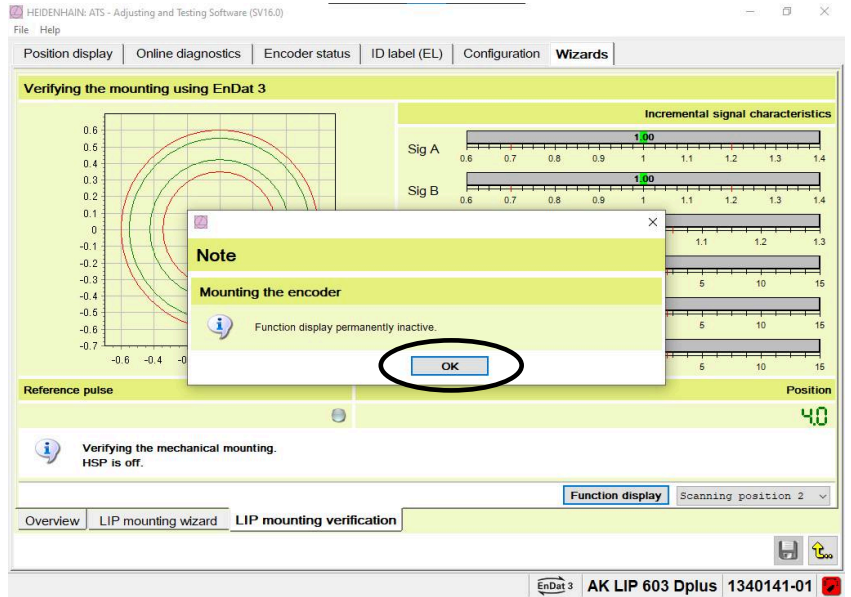 HEIDENHAIN: ATS - Adjusting and Testing Software (SV16.0)
File Help
Position display Online diagnostics Encoder status ID label (EL) Configuration Wizards
Verifying the mounting using EnDat 3
Incremental signal characteristics
0.6
0.5
0.4
0.3
0.2
0.1
0
-0.1
-0.2
-0.3
-0.4
-0.5
-0.6
-0.7
-0.6 -0.4 -0
Sig A
1.00
0.6 0.7 0.8 0.9 1 1.1 1.2 1.3 1.4
Sig B
1.00
0.6 0.7 0.8 0.9 1 1.1 1.2 1.3 1.4
1.1 1.2 1.3
5 10 15
5 10 15
5 10 15
Note
Mounting the encoder
Function display permanently inactive.
OK
Reference pulse
Position
4.0
Verifying the mechanical mounting.
HSP is off.
Function display Scanning position 2
Overview LIP mounting wizard LIP mounting verification
EnDat 3 AK LIP 603 Dplus 1340141-01